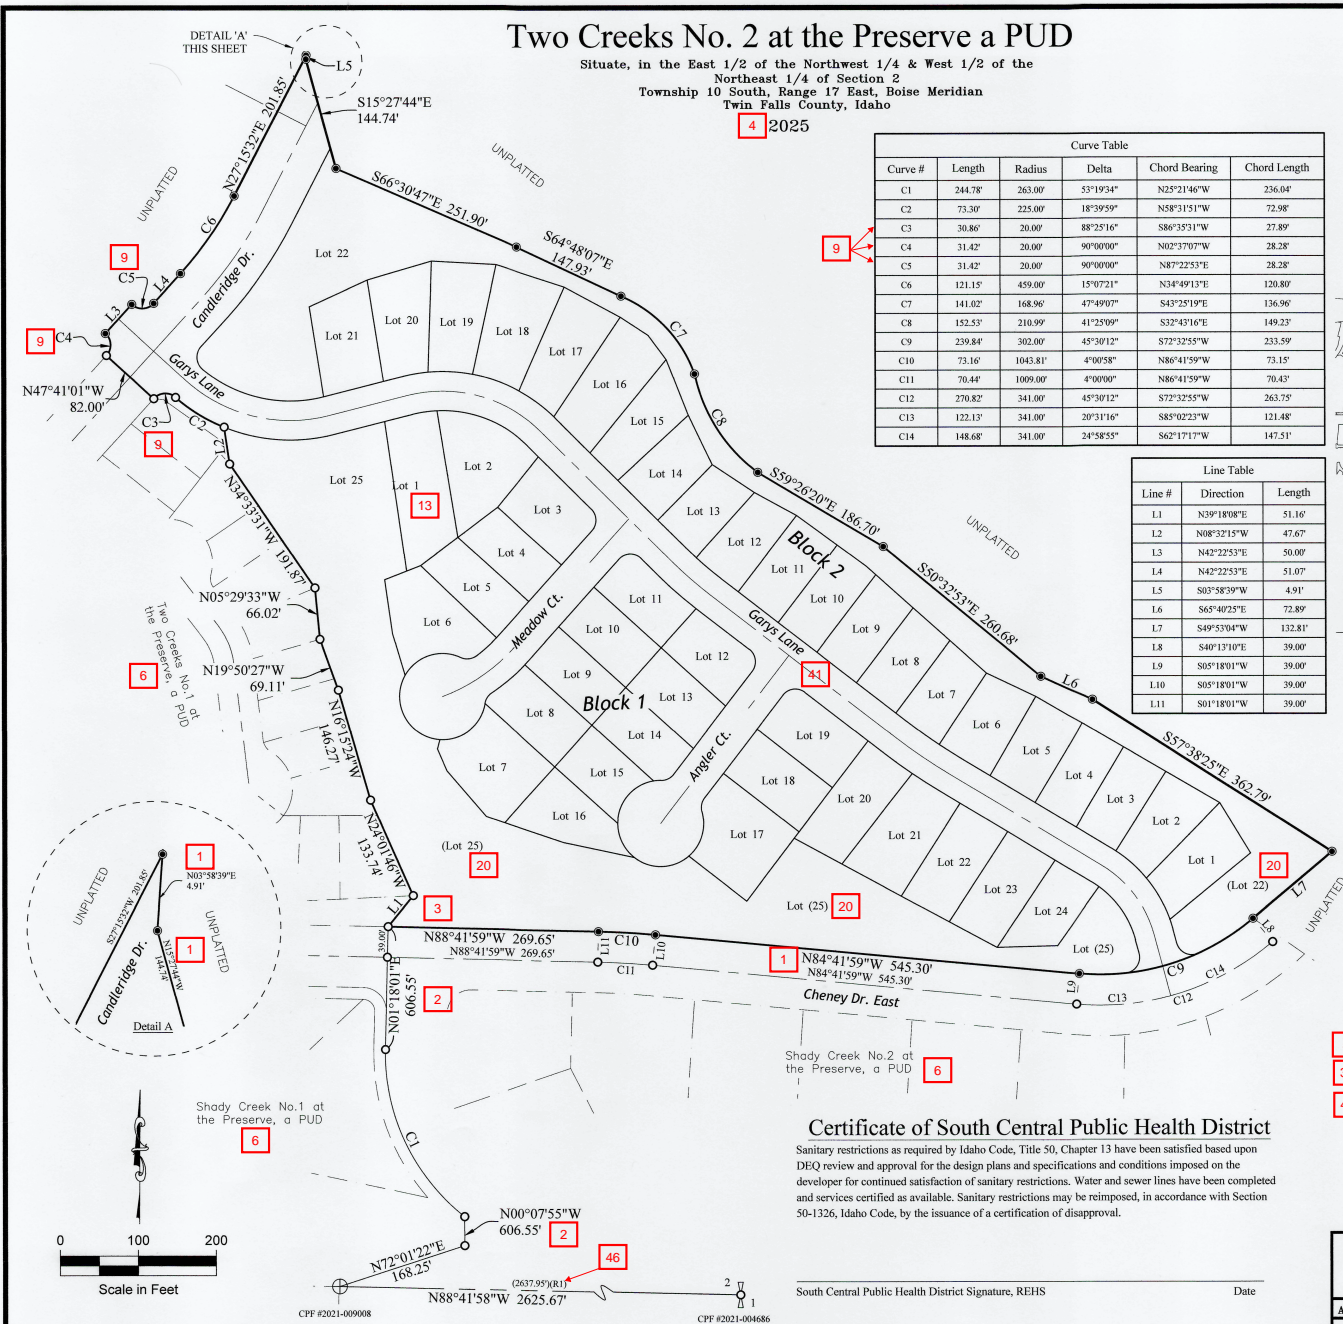 Two Creeks No. 2 at the Preserve a PUD
Situate, in the East 1/2 of the Northwest 1/4 & West 1/2 of the
Northeast 1/4 of Section 2
Township 10 South, Range 17 East, Boise Meridian
Twin Falls County, Idaho
4 2025
DETAIL 'A'
THIS SHEET
L5
S15°27'44"E
144.74'
N27°15'32"E 201.85'
UNPLATTED
UNPLATTED
S66°30'47"E 251.90'
S64°48'07"E
147.93'
C6
C7
C8
9
C5
L4
L3
9
C4
Candleridge Dr.
Garys Lane
N47°41'01"W
82.00'
C3
C2
9
L2
Curve Table
Curve # Length Radius Delta Chord Bearing Chord Length
C1 244.78' 263.00' 53°19'34" N25°21'46"W 236.04'
C2 73.30' 225.00' 18°39'59" N58°31'51"W 72.98'
C3 30.86' 20.00' 88°25'16" S86°35'31"W 27.89'
9
C4 31.42' 20.00' 90°00'00" N02°37'07"W 28.28'
C5 31.42' 20.00' 90°00'00" N87°22'53"E 28.28'
C6 121.15' 459.00' 15°07'21" N34°49'13"E 120.80'
C7 141.02' 168.96' 47°49'07" S43°25'19"E 136.96'
C8 152.53' 210.99' 41°25'09" S32°43'16"E 149.23'
C9 239.84' 302.00' 45°30'12" S72°32'55"W 233.59'
C10 73.16' 1043.81' 4°00'58" N86°41'59"W 73.15'
C11 70.44' 1009.00' 4°00'00" N86°41'59"W 70.43'
C12 270.82' 341.00' 45°30'12" S72°32'55"W 263.75'
C13 122.13' 341.00' 20°31'16" S85°02'23"W 121.48'
C14 148.68' 341.00' 24°58'55" S62°17'17"W 147.51'
Line Table
Line # Direction Length
L1 N39°18'08"E 51.16'
L2 N08°32'15"W 47.67'
L3 N42°22'53"E 50.00'
L4 N42°22'53"E 51.07'
L5 S03°58'39"W 4.91'
L6 S65°40'25"E 72.89'
L7 S49°53'04"W 132.81'
L8 S40°13'10"E 39.00'
L9 S05°18'01"W 39.00'
L10 S05°18'01"W 39.00'
L11 S01°18'01"W 39.00'
Lot 22
Lot 21
Lot 20
Lot 19
Lot 18
Lot 17
Lot 16
Lot 15
Lot 14
Lot 13
Lot 12
Lot 11
Lot 10
Lot 9
Lot 8
Lot 7
Lot 6
Lot 5
Lot 4
Lot 3
Lot 2
Lot 1
(Lot 22)
20
Block 2
S59°26'20"E 186.70'
UNPLATTED
S50°32'53"E 260.68'
L6
S57°38'25"E 362.79'
L7
L8
UNPLATTED
Garys Lane
41
Lot 25
Lot 1
13
Lot 2
Lot 3
Lot 4
Lot 5
Lot 6
Meadow Ct.
Lot 11
Lot 10
Lot 9
Lot 8
Lot 7
Lot 12
Lot 13
Lot 14
Lot 15
Lot 16
Block 1
Angler Ct.
Lot 19
Lot 18
Lot 17
Lot 20
Lot 21
Lot 22
Lot 23
Lot 24
Lot (25)
Lot (25) 20
(Lot 25)
20
N34°33'31"W 191.87'
N05°29'33"W
66.02'
N19°50'27"W
69.11'
N16°15'24"W
146.27'
N24°01'46"W
133.74'
Two Creeks No.1 at
the Preserve, a PUD
6
L1
3
39.00'
N88°41'59"W 269.65'
N88°41'59"W 269.65'
L11
C10
L10
C11
1
N84°41'59"W 545.30'
N84°41'59"W 545.30'
L9
C9
C13
C12
C14
Cheney Dr. East
N01°18'01"E
606.55'
2
Shady Creek No.2 at
the Preserve, a PUD
6
1
N03°58'39"E
4.91'
UNPLATTED
S27°15'32"W 201.85'
UNPLATTED
1
N15°27'44"W
144.74'
Candleridge Dr.
Detail A
Shady Creek No.1 at
the Preserve, a PUD
6
C1
N00°07'55"W
606.55'
2
N72°01'22"E
168.25'
46
(2637.95')(R1)
N88°41'58"W 2625.67'
CPF #2021-009008
2
1
CPF #2021-004686
0 100 200
Scale in Feet
Certificate of South Central Public Health District
Sanitary restrictions as required by Idaho Code, Title 50, Chapter 13 have been satisfied based upon
DEQ review and approval for the design plans and specifications and conditions imposed on the
developer for continued satisfaction of sanitary restrictions. Water and sewer lines have been completed
and services certified as available. Sanitary restrictions may be reimposed, in accordance with Section
50-1326, Idaho Code, by the issuance of a certification of disapproval.
South Central Public Health District Signature, REHS Date